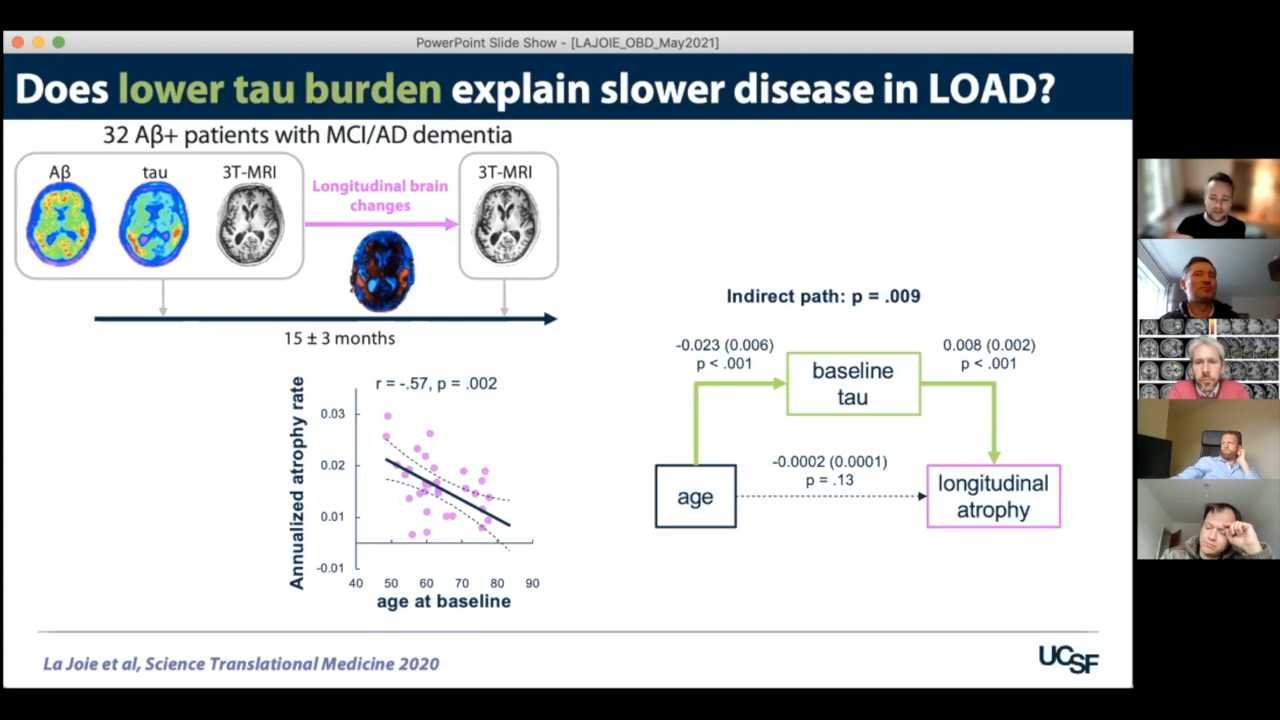 PowerPoint Slide Show - [LAJOIE_OBD_May2021]
Does lower tau burden explain slower disease in LOAD?
32 Aβ+ patients with MCI/AD dementia
Aβ
tau
3T-MRI
Longitudinal brain
changes
3T-MRI
15 ± 3 months
r = -.57, p = .002
Annualized atrophy rate
0.03
0.02
0.01
-0.01
40
50
60
70
80
90
age at baseline
Indirect path: p = .009
-0.023 (0.006)
p < .001
baseline
tau
0.008 (0.002)
p < .001
age
-0.0002 (0.0001)
p = .13
longitudinal
atrophy
La Joie et al, Science Translational Medicine 2020
UCSF